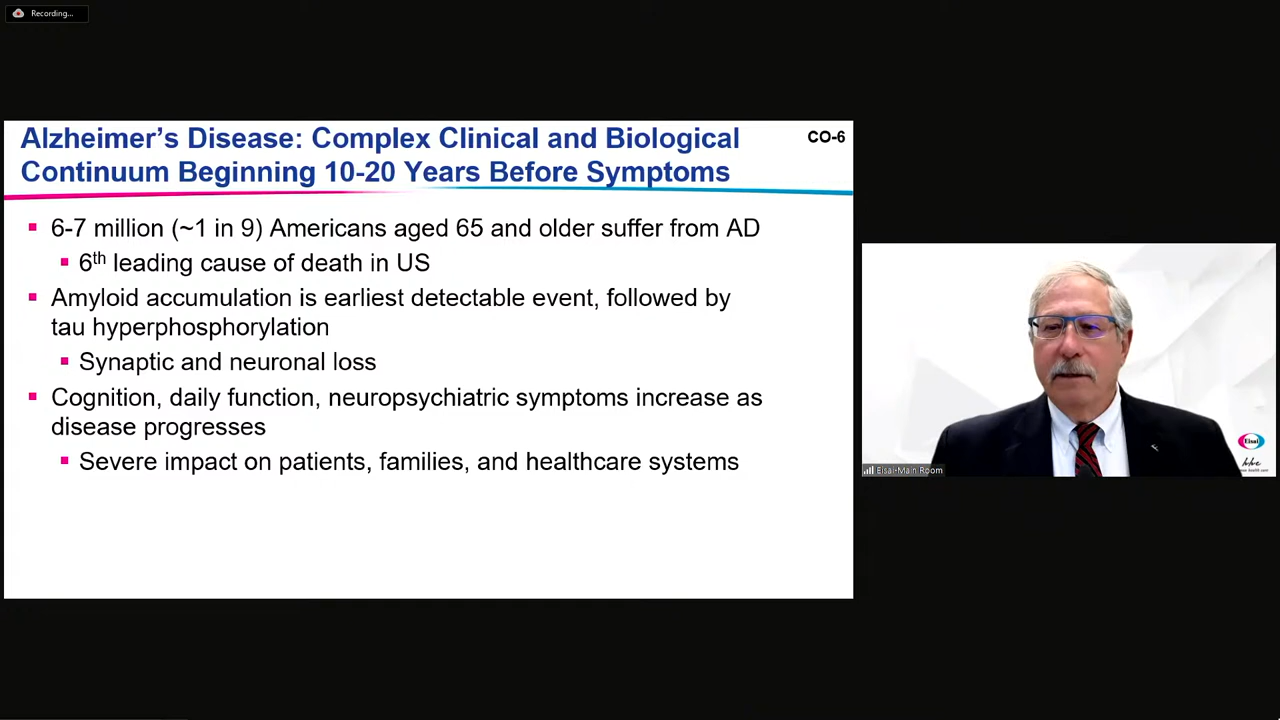 Recording...
Alzheimer's Disease: Complex Clinical and Biological
Continuum Beginning 10-20 Years Before Symptoms
CO-6
6-7 million (~1 in 9) Americans aged 65 and older suffer from AD
6th leading cause of death in US
Amyloid accumulation is earliest detectable event, followed by
tau hyperphosphorylation
Synaptic and neuronal loss
Cognition, daily function, neuropsychiatric symptoms increase as
disease progresses
Severe impact on patients, families, and healthcare systems
Eisai
hhc
Eisai-Main Room